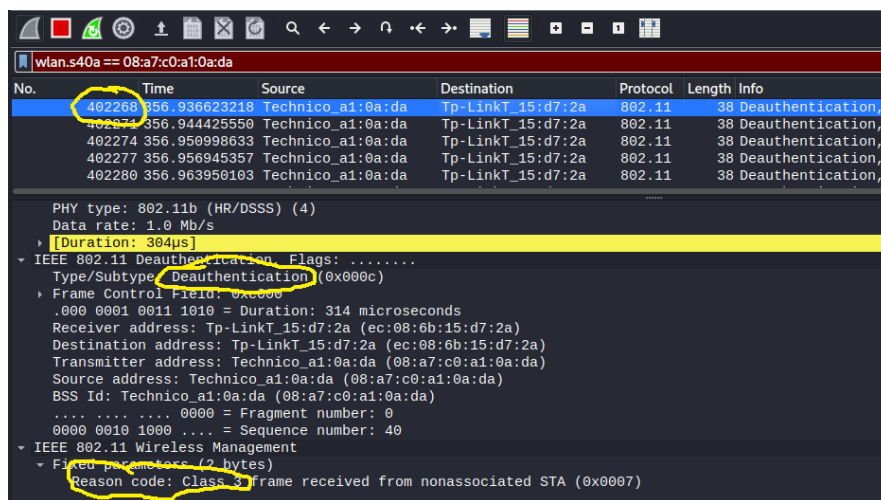 wlan.s40a == 08:a7:c0:a1:0a:da
No. Time Source Destination Protocol Length Info
402268 356.936623218 Technico_a1:0a:da Tp-LinkT_15:d7:2a 802.11 38 Deauthentication,
402271 356.944425550 Technico_a1:0a:da Tp-LinkT_15:d7:2a 802.11 38 Deauthentication,
402274 356.950998633 Technico_a1:0a:da Tp-LinkT_15:d7:2a 802.11 38 Deauthentication,
402277 356.956945357 Technico_a1:0a:da Tp-LinkT_15:d7:2a 802.11 38 Deauthentication,
402280 356.963950103 Technico_a1:0a:da Tp-LinkT_15:d7:2a 802.11 38 Deauthentication,
PHY type: 802.11b (HR/DSSS) (4)
Data rate: 1.0 Mb/s
[Duration: 304µs]
IEEE 802.11 Deauthentication, Flags: ........
Type/Subtype: Deauthentication (0x000c)
Frame Control Field: 0xc000
.000 0001 0011 1010 = Duration: 314 microseconds
Receiver address: Tp-LinkT_15:d7:2a (ec:08:6b:15:d7:2a)
Destination address: Tp-LinkT_15:d7:2a (ec:08:6b:15:d7:2a)
Transmitter address: Technico_a1:0a:da (08:a7:c0:a1:0a:da)
Source address: Technico_a1:0a:da (08:a7:c0:a1:0a:da)
BSS Id: Technico_a1:0a:da (08:a7:c0:a1:0a:da)
.... .... .... 0000 = Fragment number: 0
0000 0010 1000 .... = Sequence number: 40
IEEE 802.11 Wireless Management
Fixed parameters (2 bytes)
Reason code: Class 3 frame received from nonassociated STA (0x0007)